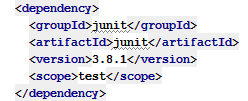 <dependency>
<groupId>junit</groupId>
<artifactId>junit</artifactId>
<version>3.8.1</version>
<scope>test</scope>
</dependency>